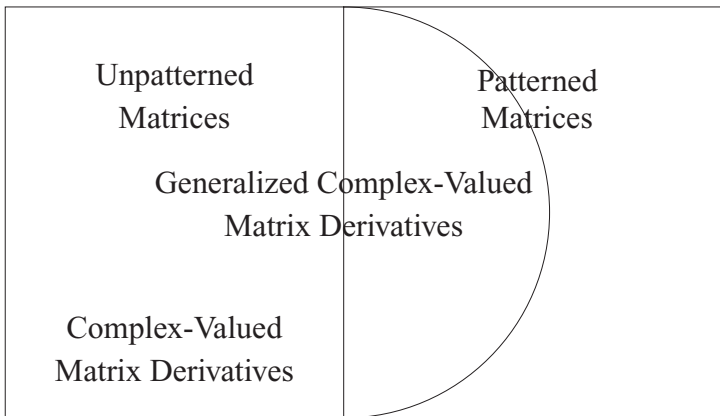 Unpatterned
Matrices
Patterned
Matrices
Generalized Complex-Valued
Matrix Derivatives
Complex-Valued
Matrix Derivatives